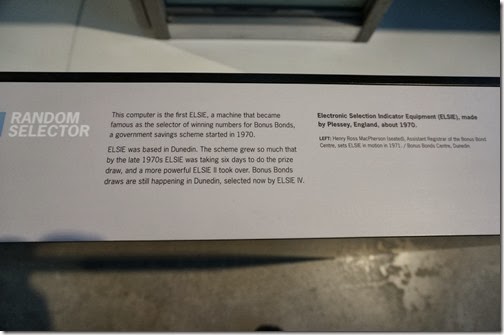 RANDOM
SELECTOR
This computer is the first ELSIE, a machine that became
famous as the selector of winning numbers for Bonus Bonds,
a government savings scheme started in 1970.
ELSIE was based in Dunedin. The scheme grew so much that
by the late 1970s ELSIE was taking six days to do the prize
draw, and a more powerful ELSIE II took over. Bonus Bonds
draws are still happening in Dunedin, selected now by ELSIE IV.
Electronic Selection Indicator Equipment (ELSIE), made
by Plessey, England, about 1970.
LEFT: Henry Ross MacPherson (seated), Assistant Registrar of the Bonus Bond
Centre, sets ELSIE in motion in 1971. / Bonus Bonds Centre, Dunedin